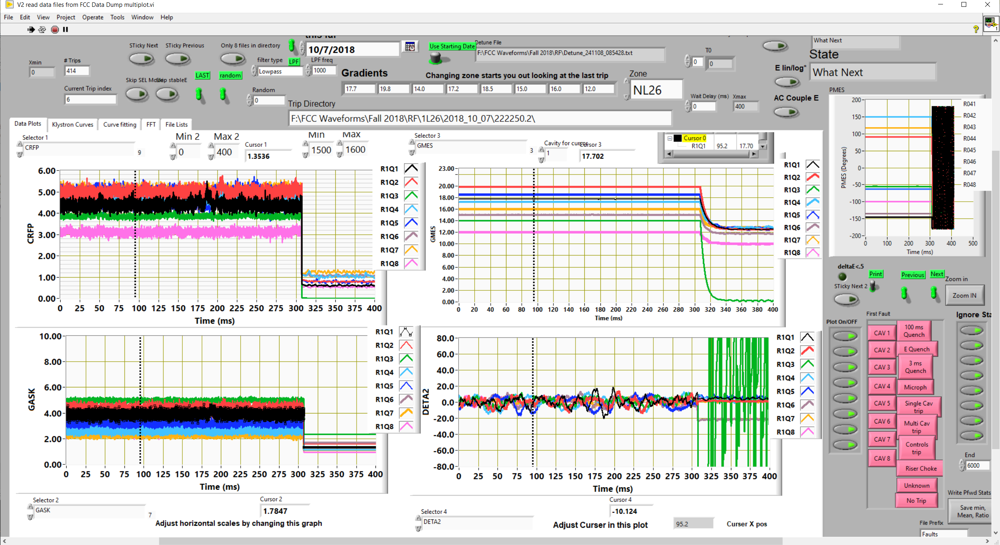 V2 read data files from FCC Data Dump multiplot.vi
File Edit View Project Operate Tools Window Help
STicky Next STicky Previous Only 8 files in directory
10/7/2018
Use Starting Date
Detune File
F:\FCC Waveforms\Fall 2018\RF\Detune_241108_085428.txt
T0
0 0
What Next
State
What Next
Xmin
0
# Trips
414
filter type LPF LPF freq
Lowpass 1000
Gradients
Changing zone starts you out looking at the last trip
17.7 19.8 14.0 17.2 18.5 15.0 16.0 12.0
Zone
NL26
E lin/log*
AC Couple E
LAST random
Skip stableE
Current Trip index
6
Random
0
Wait Delay (ms) Xmax
0 400
Trip Directory
F:\FCC Waveforms\Fall 2018\RF\1L26\2018_10_07\222250.2\
Data Plots Klystron Curves Curve fitting FFT File Lists
Selector 1
CRFP
9
Min 2 Max 2
0 400
Cursor 1
1.3536
Min Max
1500 1600
Selector 3
GMES
3
Cavity for cursor
1
Cursor 3
17.702
Cursor 0
R1Q1 95.2 17.70
PMES
PMES (Degrees)
200
150
100
50
0
-50
-100
-150
-200
0 100 200 300 400 500
Time (ms)
R041
R042
R043
R044
R045
R046
R047
R048
CRFP
6.00
5.00
4.00
3.00
2.00
1.00
0.00
0 25 50 75 100 125 150 175 200 225 250 275 300 325 350 375 400
Time (ms)
R1Q1
R1Q2
R1Q3
R1Q4
R1Q5
R1Q6
R1Q7
R1Q8
GMES
23.00
20.00
18.00
16.00
14.00
12.00
10.00
8.00
6.00
4.00
2.00
0.00
0 20 40 60 80 100 120 140 160 180 200 220 240 260 280 300 320 340 360 380 400
Time (ms)
R1Q1
R1Q2
R1Q3
R1Q4
R1Q5
R1Q6
R1Q7
R1Q8
GASK
10.00
8.00
6.00
4.00
2.00
0.00
0 25 50 75 100 125 150 175 200 225 250 275 300 325 350 375 400
Time (ms)
R1Q1
R1Q2
R1Q3
R1Q4
R1Q5
R1Q6
R1Q7
R1Q8
DETA2
80.0
60.0
40.0
20.0
0.0
-20.0
-40.0
-60.0
-80.0
0 25 50 75 100 125 150 175 200 225 250 275 300 325 350 375 400
Time (ms)
R1Q1
R1Q2
R1Q3
R1Q4
R1Q5
R1Q6
R1Q7
R1Q8
Selector 2
GASK
7
Cursor 2
1.7847
Adjust horizontal scales by changing this graph
Selector 4
DETA2
Cursor 4
-10.124
Adjust Curser in this plot
95.2
Curser X pos
deltaE<.5
Print Previous Next
Zoom in
Zoom IN
STicky Next 2
First Fault
Plot On/OFF
CAV 1
CAV 2
CAV 3
CAV 4
CAV 5
CAV 6
CAV 7
CAV 8
100 ms
Quench
E Quench
3 ms
Quench
Microph
Single Cav
trip
Multi Cav
trip
Controls
trip
Riser Choke
Unknown
No Trip
Ignore Sta
End
6000
Write Pfwd Stats
Save min,
Mean, Ratio
File Prefix
Faults